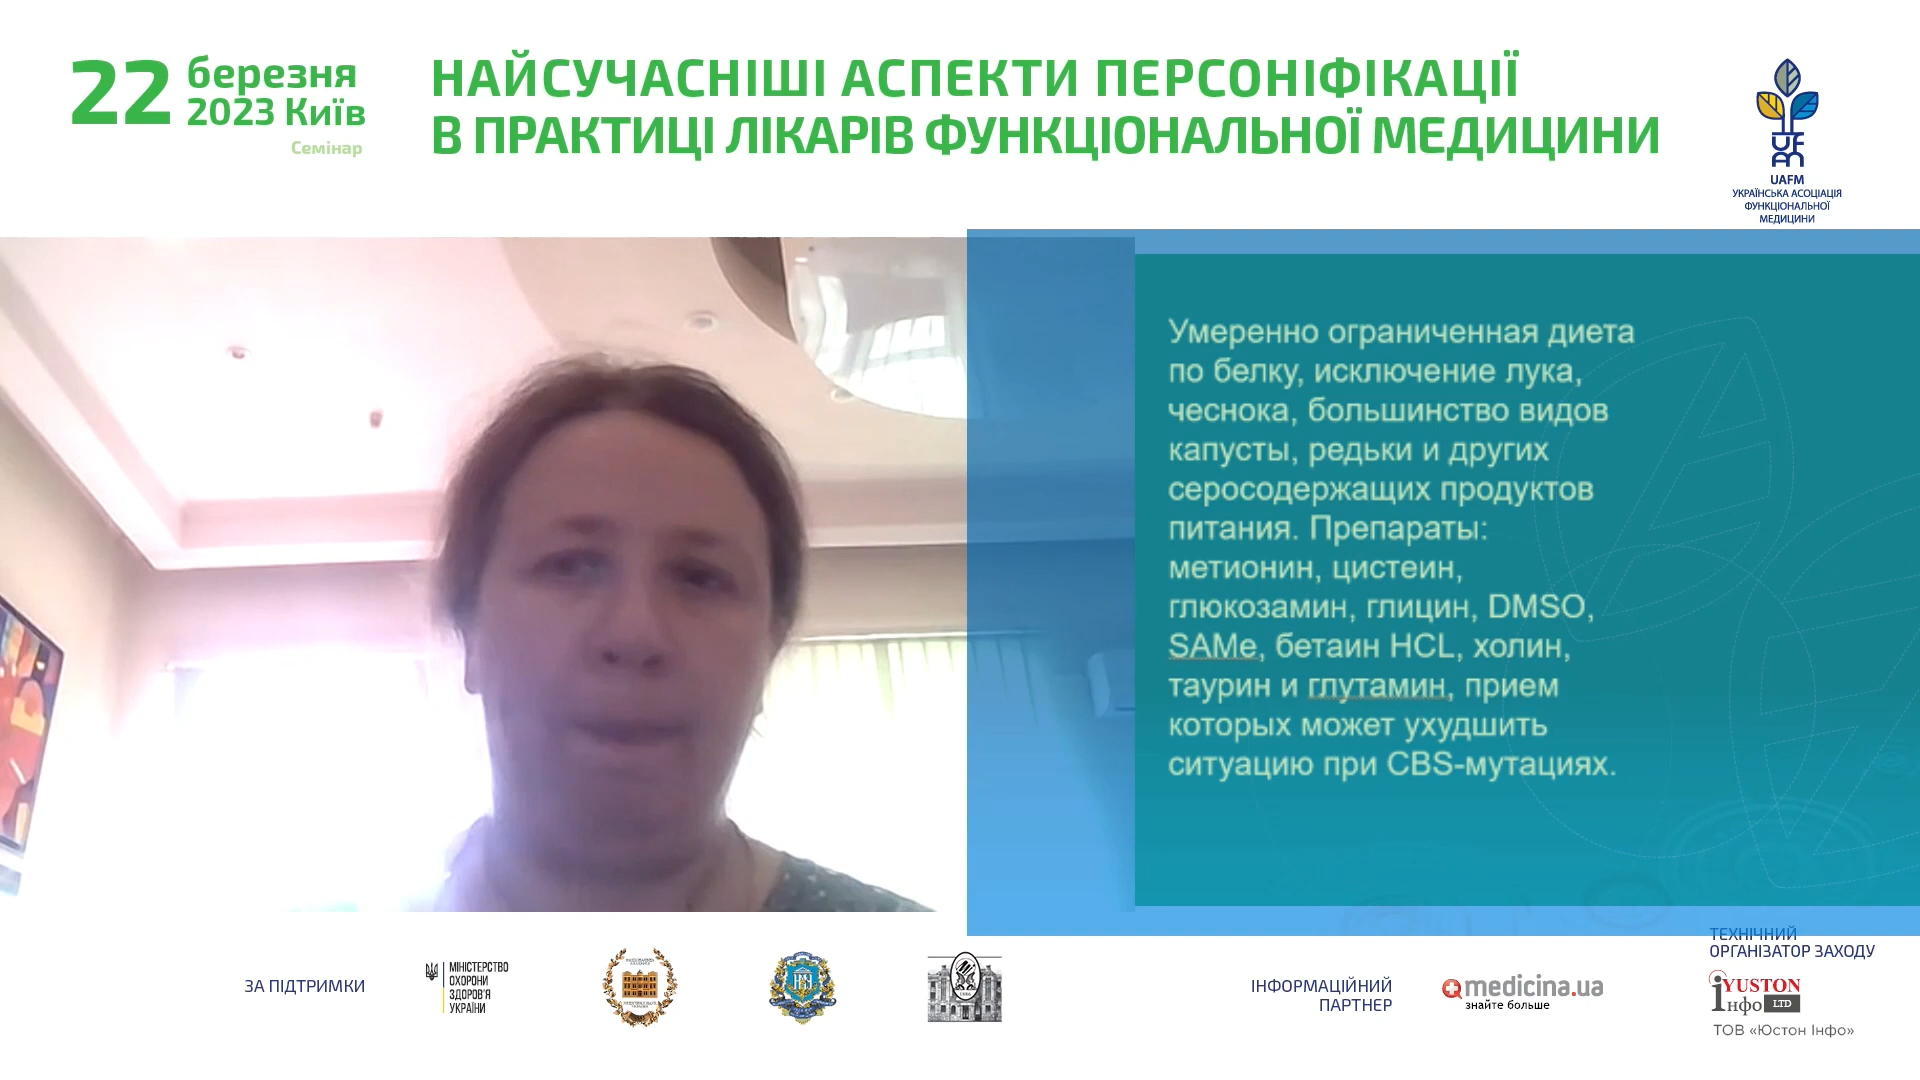 22
березня
2023 Київ
Семінар
НАЙСУЧАСНІШІ АСПЕКТИ ПЕРСОНІФІКАЦІЇ
В ПРАКТИЦІ ЛІКАРІВ ФУНКЦІОНАЛЬНОЇ МЕДИЦИНИ
UAFM
УКРАЇНСЬКА АСОЦІАЦІЯ
ФУНКЦІОНАЛЬНОЇ
МЕДИЦИНИ
Умеренно ограниченная диета
по белку, исключение лука,
чеснока, большинство видов
капусты, редьки и других
серосодержащих продуктов
питания. Препараты:
метионин, цистеин,
глюкозамин, глицин, DMSO,
SAMe, бетаин HCL, холин,
таурин и глутамин, прием
которых может ухудшить
ситуацию при CBS-мутациях.
ЗА ПІДТРИМКИ
МІНІСТЕРСТВО
ОХОРОНИ
ЗДОРОВ'Я
УКРАЇНИ
ІНФОРМАЦІЙНИЙ
ПАРТНЕР
medicina.ua
знайте больше
ТЕХНІЧНИЙ
ОРГАНІЗАТОР ЗАХОДУ
YUSTON
інфо LTD
ТОВ «Юстон Інфо»